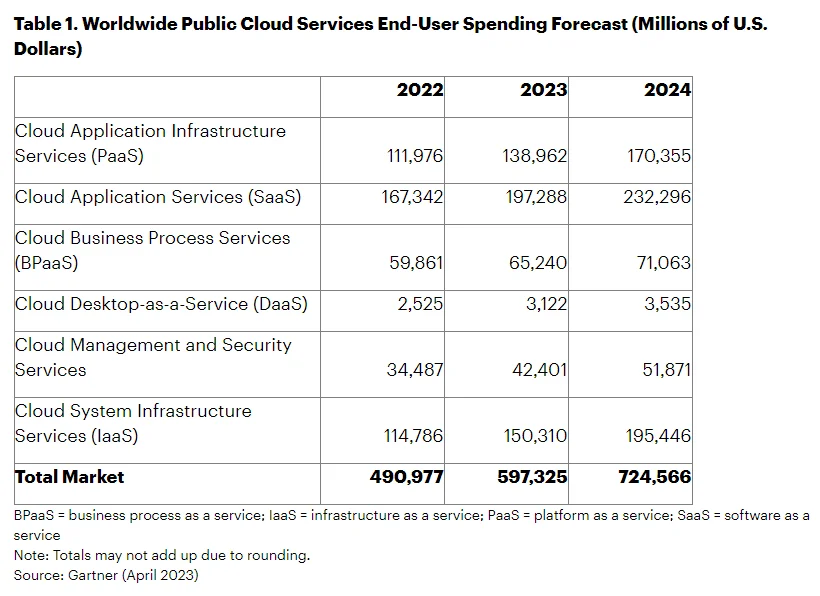 Table 1. Worldwide Public Cloud Services End-User Spending Forecast (Millions of U.S.
Dollars)
2022 2023 2024
Cloud Application Infrastructure
Services (PaaS) 111,976 138,962 170,355
Cloud Application Services (SaaS) 167,342 197,288 232,296
Cloud Business Process Services
(BPaaS) 59,861 65,240 71,063
Cloud Desktop-as-a-Service (DaaS) 2,525 3,122 3,535
Cloud Management and Security
Services 34,487 42,401 51,871
Cloud System Infrastructure
Services (IaaS) 114,786 150,310 195,446
Total Market 490,977 597,325 724,566
BPaaS = business process as a service; IaaS = infrastructure as a service; PaaS = platform as a service; SaaS = software as a
service
Note: Totals may not add up due to rounding.
Source: Gartner (April 2023)